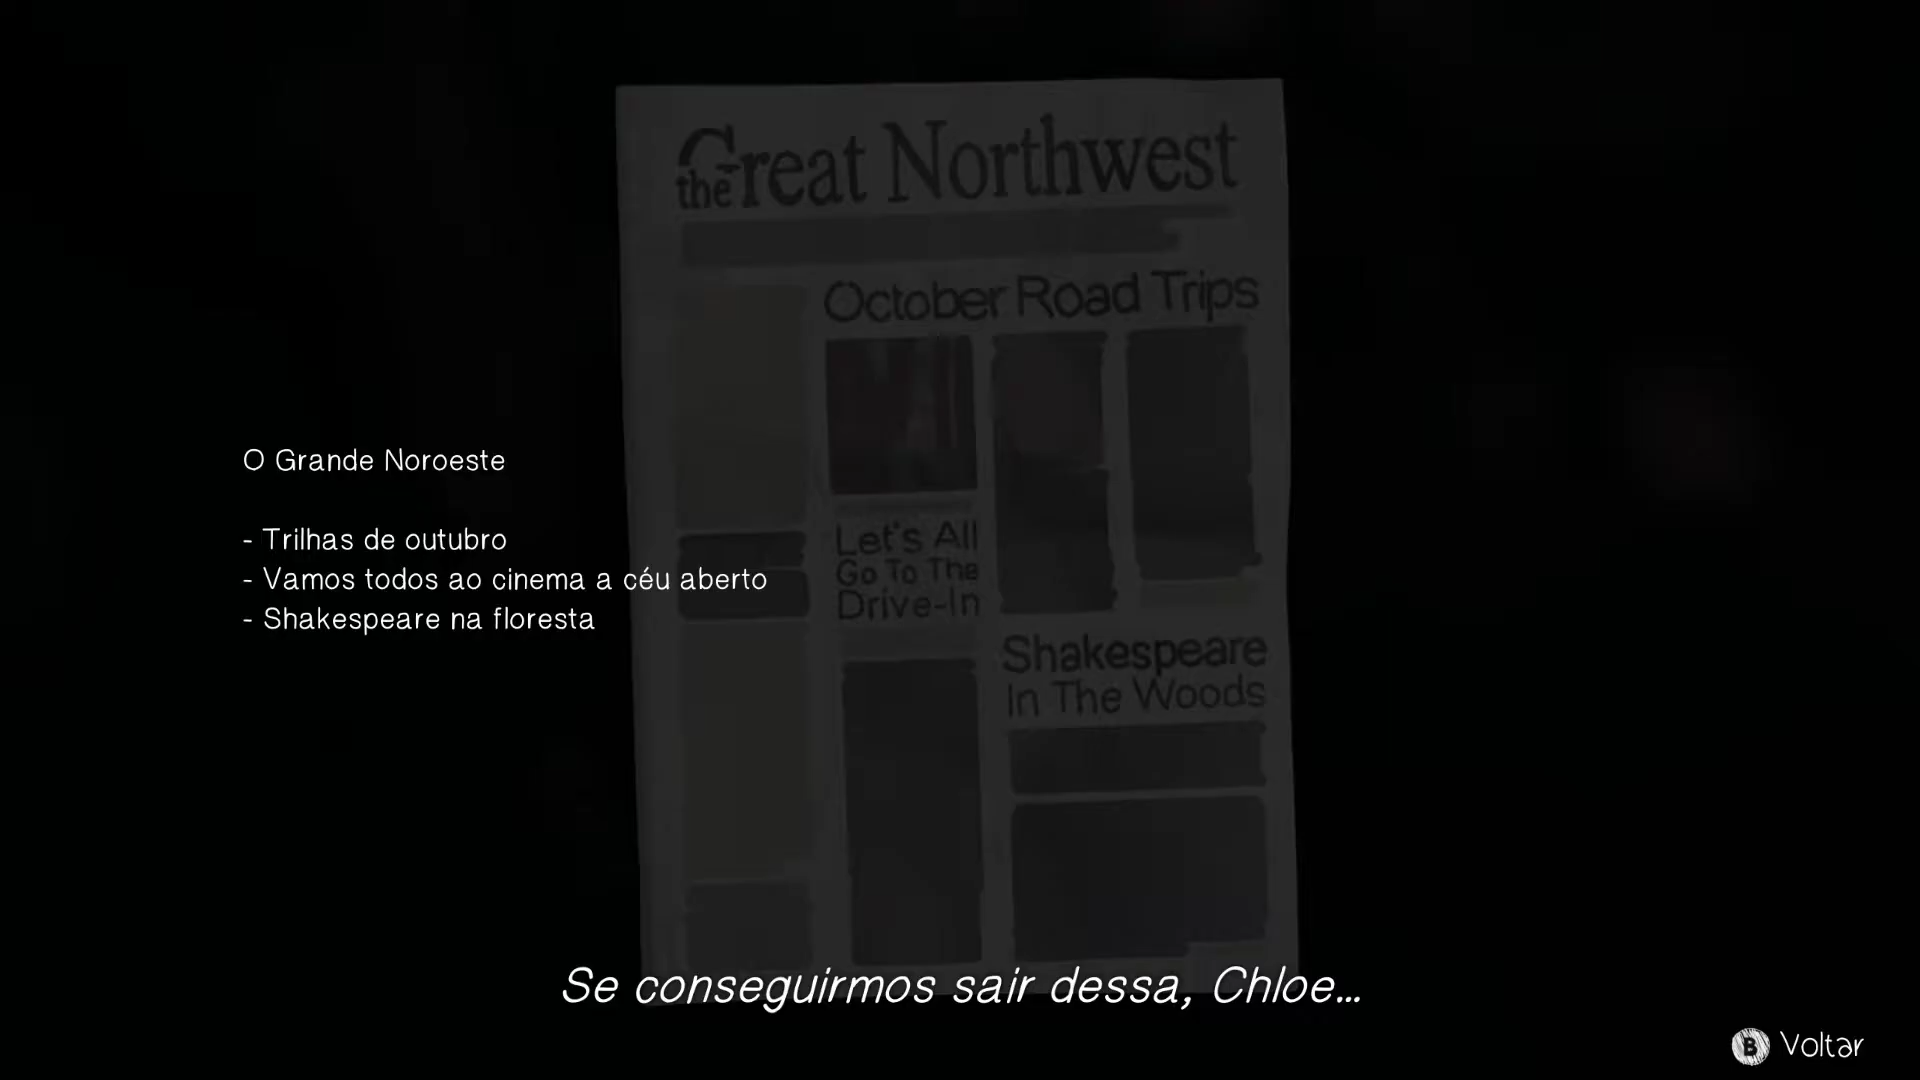 the Great Northwest
October Road Trips
Let's All
Go To The
Drive-In
Shakespeare
In The Woods
O Grande Noroeste
- Trilhas de outubro
- Vamos todos ao cinema a céu aberto
- Shakespeare na floresta
Se conseguirmos sair dessa, Chloe...
B Voltar